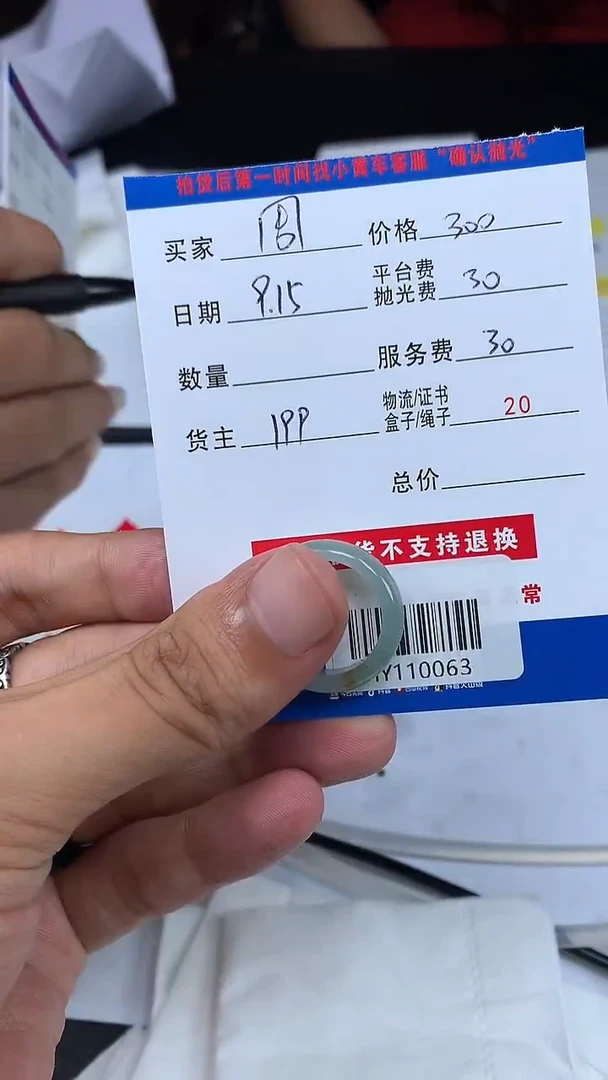 拍货后第一时间找小黄车客服“确认抛光”
买家 周 价格 300
日期 9.15 平台费 抛光费 30
数量 服务费 30
货主 199 物流/证书 盒子/绳子 20
总价
货不支持退换
常
Y110063